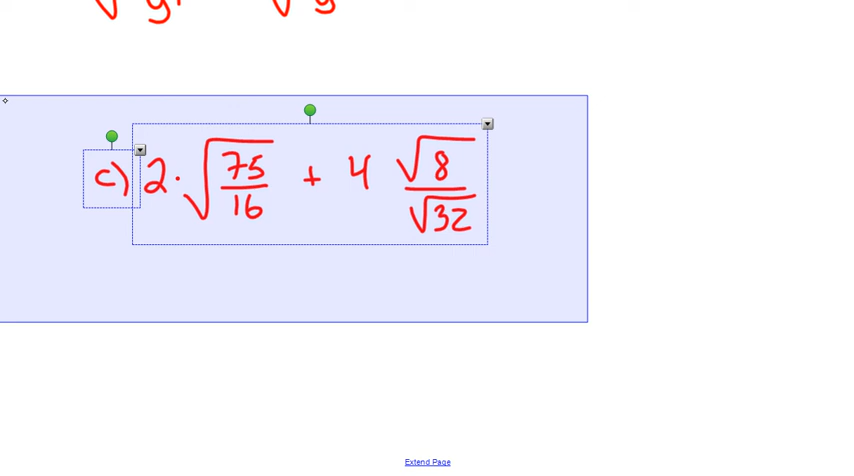 c) 2 · √(75/16) + 4 √8/√32
Extend Page